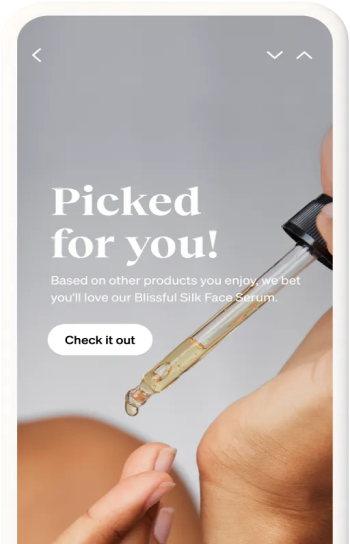 Picked
for you!
Based on other products you enjoy, we bet
you'll love our Blissful Silk Face Serum.
Check it out